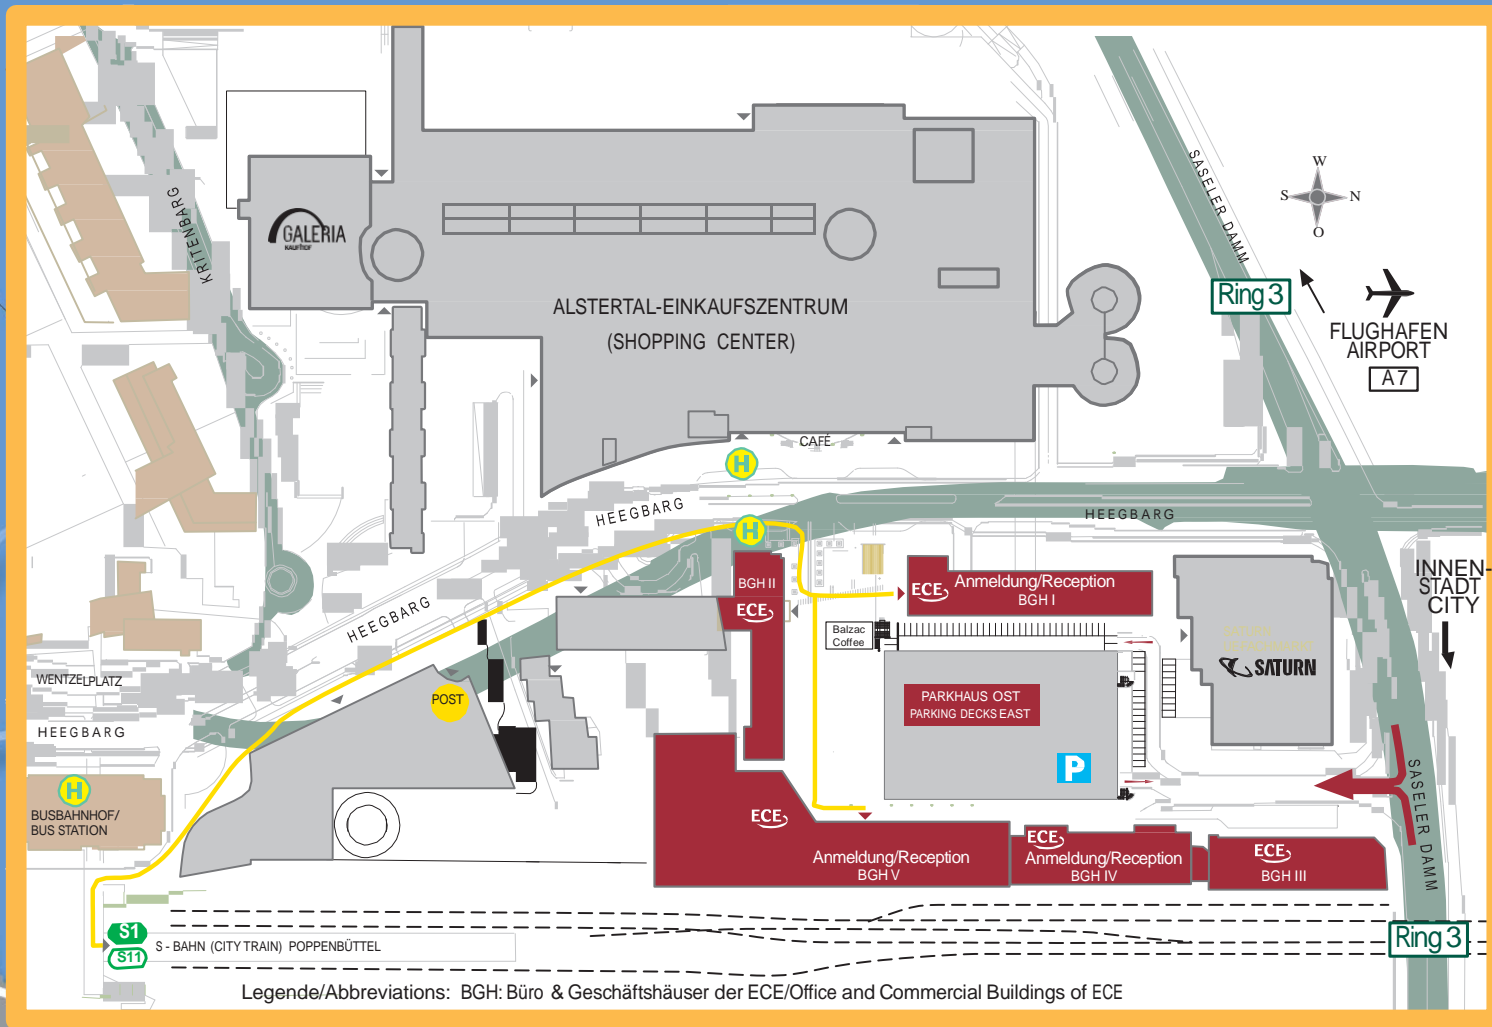 KRITENBARG
GALERIA
KAUFHOF
ALSTERTAL-EINKAUFSZENTRUM
(SHOPPING CENTER)
SASELER DAMM
W
S
N
O
Ring 3
FLUGHAFEN
AIRPORT
A 7
CAFÉ
H
HEEGBARG
H
HEEGBARG
BGH II
ECE
ECE
Anmeldung/Reception
BGH I
INNEN-
STADT
CITY
HEEGBARG
Balzac
Coffee
SATURN
WENTZELPLATZ
POST
PARKHAUS OST
PARKING DECKS EAST
HEEGBARG
P
H
BUSBAHNHOF/
BUS STATION
SASELER DAMM
ECE
Anmeldung/Reception
BGH V
ECE
Anmeldung/Reception
BGH IV
ECE
BGH III
S1
S11
S - BAHN (CITY TRAIN) POPPENBÜTTEL
Ring 3
Legende/Abbreviations: BGH: Büro & Geschäftshäuser der ECE/Office and Commercial Buildings of ECE